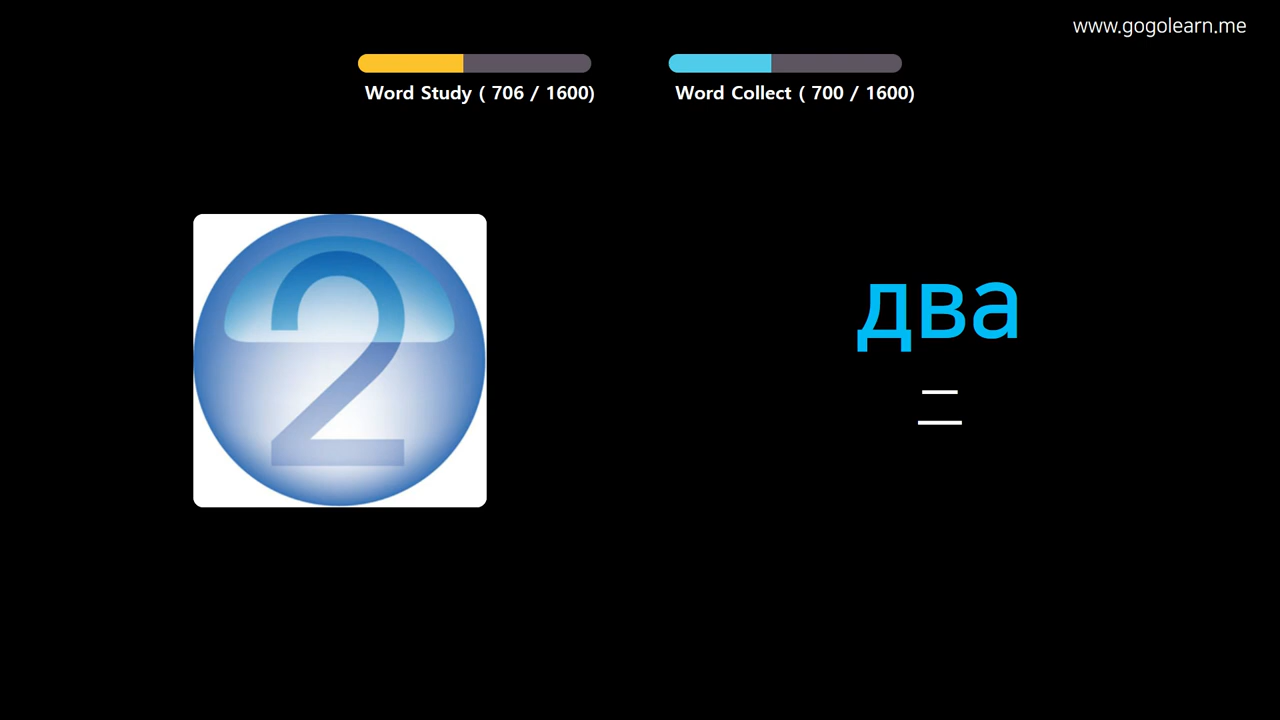 www.gogolearn.me
Word Study ( 706 / 1600)
Word Collect ( 700 / 1600)
2
два
二